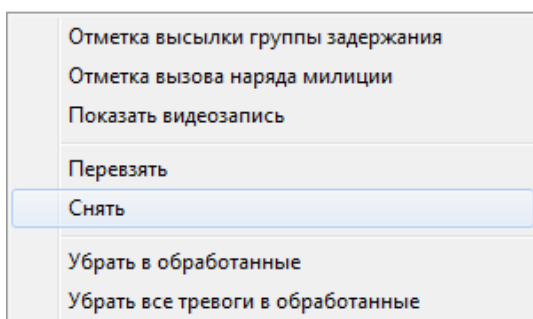 Отметка высылки группы задержания
Отметка вызова наряда милиции
Показать видеозапись
Перевзять
Снять
Убрать в обработанные
Убрать все тревоги в обработанные